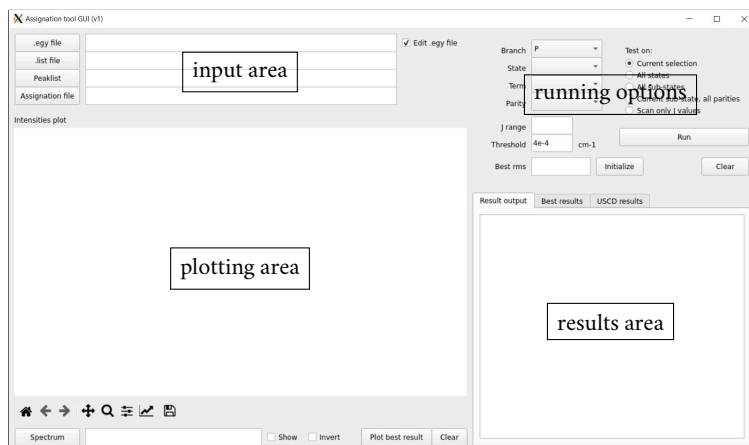 Assignation tool GUI (v1)
.egy file
Edit .egy file
.list file
Peaklist
Assignation file
input area
Branch P
State
Term
Parity
Test on:
Current selection
All states
All sub-states
Current sub-state, all parities
Scan only J values
running options
J range
Threshold 4e-4 cm-1
Run
Best rms
Initialize
Clear
Intensities plot
plotting area
Result output
Best results
USCD results
results area
Spectrum
Show
Invert
Plot best result
Clear